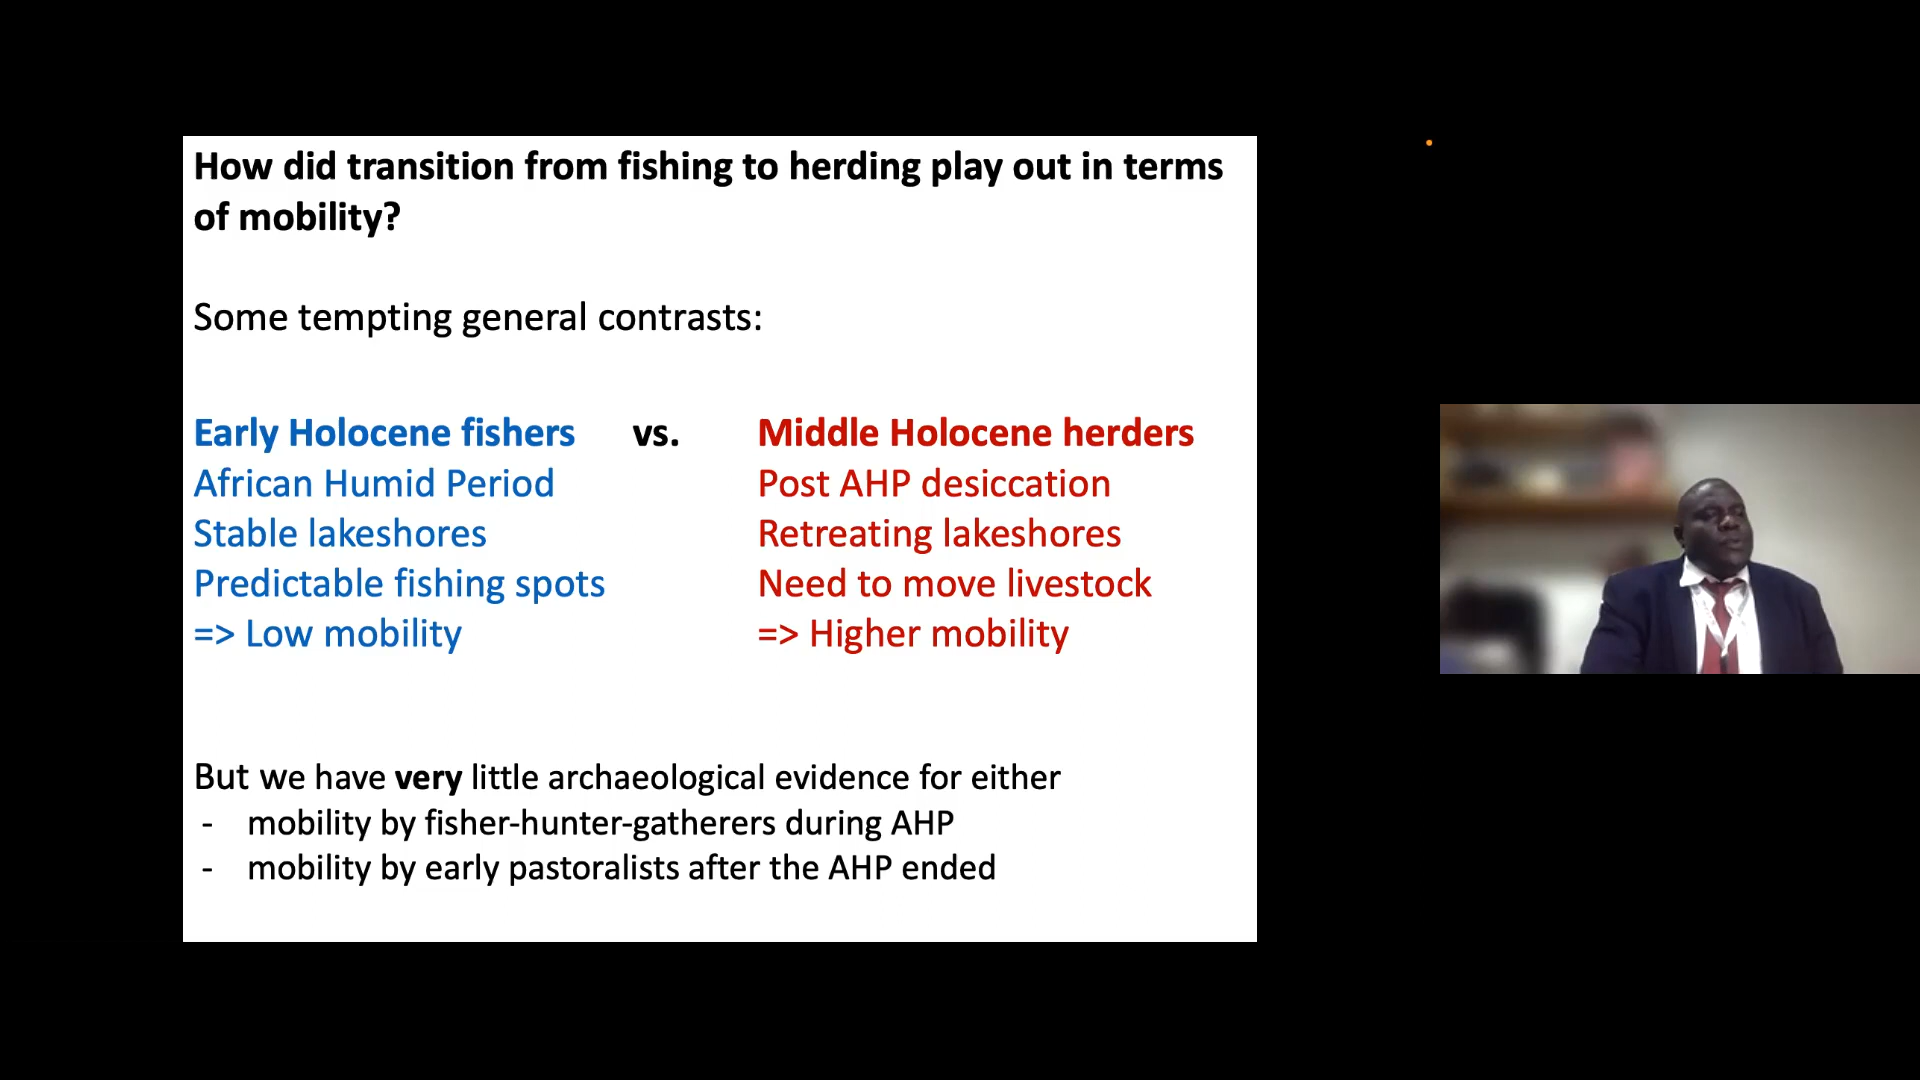 How did transition from fishing to herding play out in terms
of mobility?
Some tempting general contrasts:
Early Holocene fishers vs. Middle Holocene herders
African Humid Period Post AHP desiccation
Stable lakeshores Retreating lakeshores
Predictable fishing spots Need to move livestock
=> Low mobility => Higher mobility
But we have very little archaeological evidence for either
- mobility by fisher-hunter-gatherers during AHP
- mobility by early pastoralists after the AHP ended